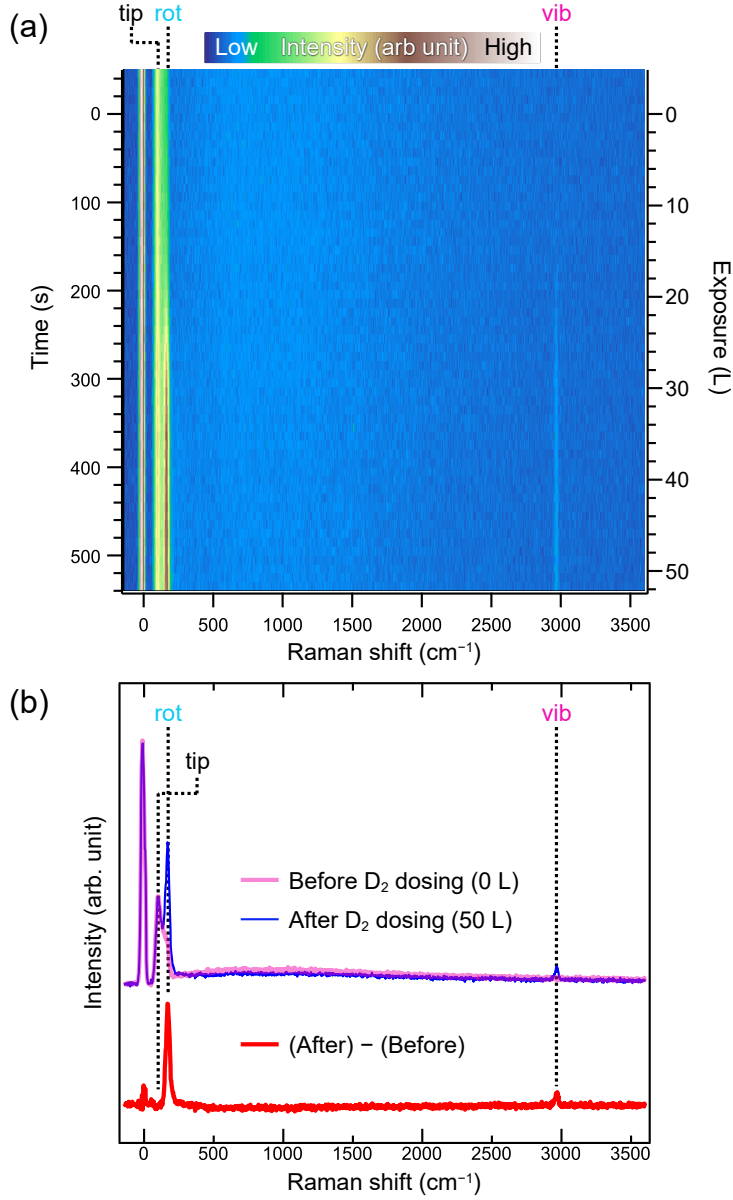 (a)
tip rot vib
Low Intensity (arb unit) High
Time (s)
0
100
200
300
400
500
Exposure (L)
0
10
20
30
40
50
0 500 1000 1500 2000 2500 3000 3500
Raman shift (cm⁻¹)
(b)
rot vib
tip
Intensity (arb. unit)
Before D₂ dosing (0 L)
After D₂ dosing (50 L)
(After) − (Before)
0 500 1000 1500 2000 2500 3000 3500
Raman shift (cm⁻¹)